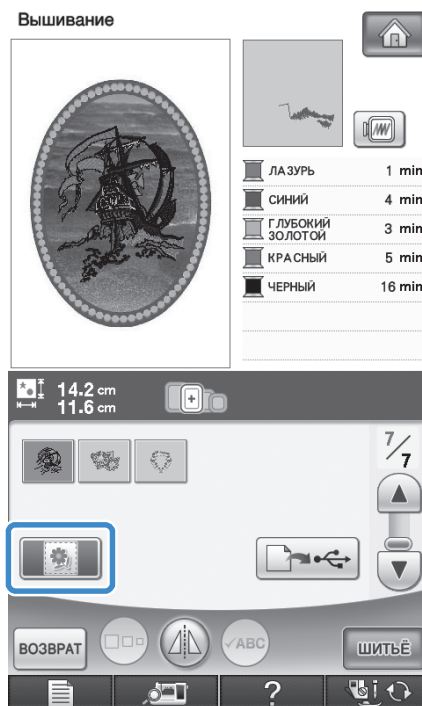 Вышивание
ЛАЗУРЬ 1 min
СИНИЙ 4 min
ГЛУБОКИЙ
ЗОЛОТОЙ 3 min
КРАСНЫЙ 5 min
ЧЕРНЫЙ 16 min
14.2 cm
11.6 cm
7/7
ВОЗВРАТ
✓ABC
ШИТЬЁ
?